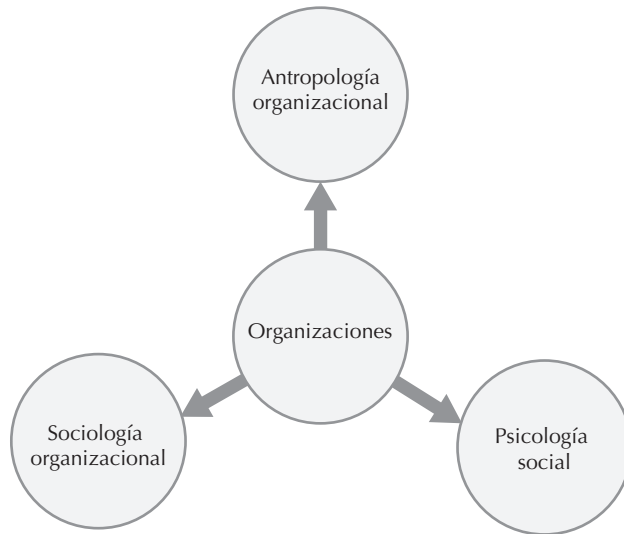 Antropología
organizacional
Organizaciones
Sociología
organizacional
Psicología
social